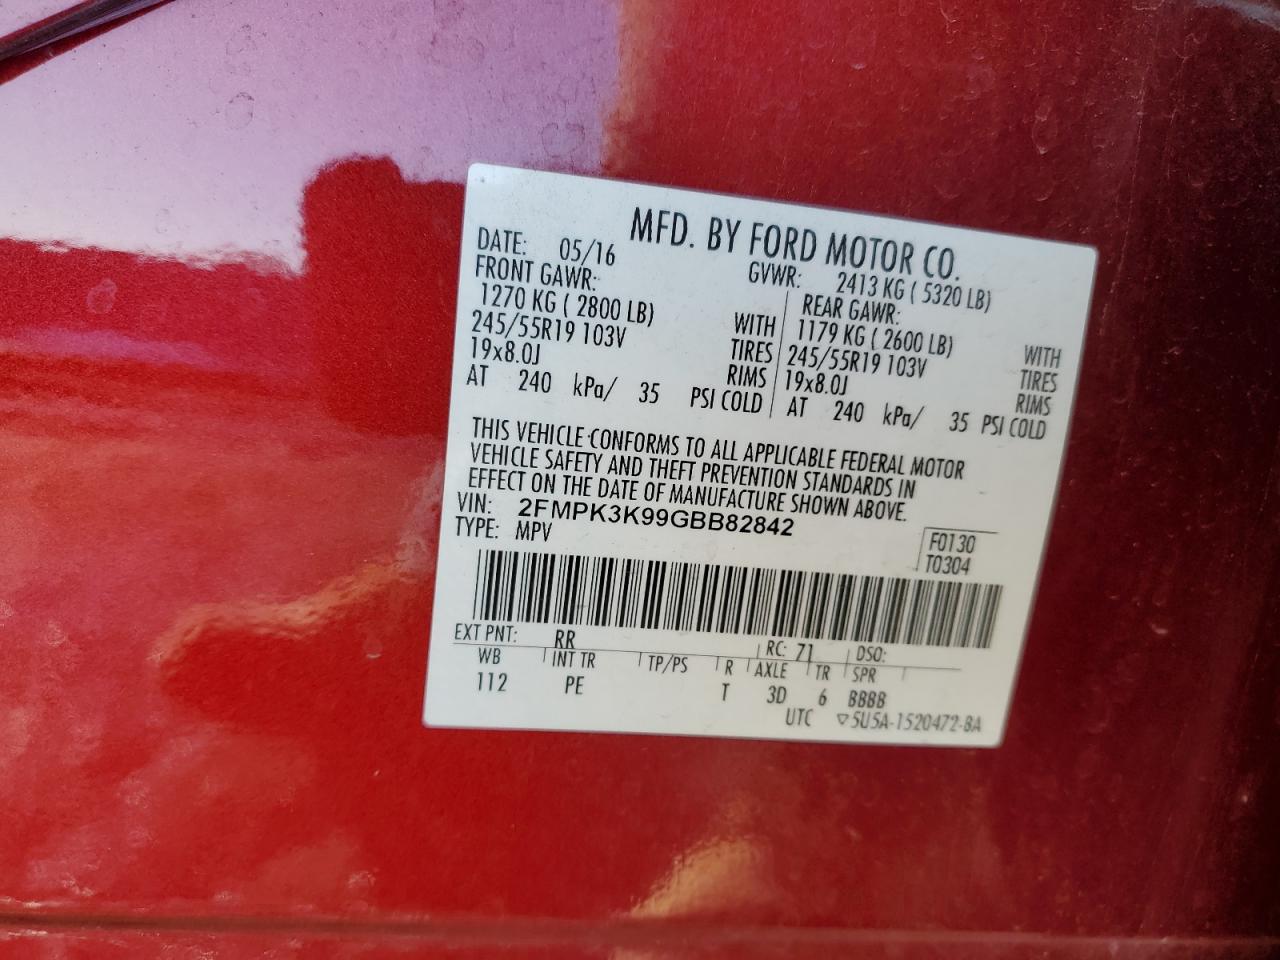 MFD. BY FORD MOTOR CO.
DATE: 05/16 GVWR: 2413 KG ( 5320 LB)
FRONT GAWR: REAR GAWR:
1270 KG ( 2800 LB) WITH 1179 KG ( 2600 LB) WITH
245/55R19 103V TIRES 245/55R19 103V TIRES
19x8.0J RIMS 19x8.0J RIMS
AT 240 kPa/ 35 PSI COLD AT 240 kPa/ 35 PSI COLD
THIS VEHICLE CONFORMS TO ALL APPLICABLE FEDERAL MOTOR
VEHICLE SAFETY AND THEFT PREVENTION STANDARDS IN
EFFECT ON THE DATE OF MANUFACTURE SHOWN ABOVE.
VIN: 2FMPK3K99GBB82842
TYPE: MPV
F0130
T0304
EXT PNT: RR RC: 71 DSO:
WB INT TR TP/PS R AXLE TR SPR
112 PE T 3D 6 BBBB
UTC ▽5U5A-1520472-BA